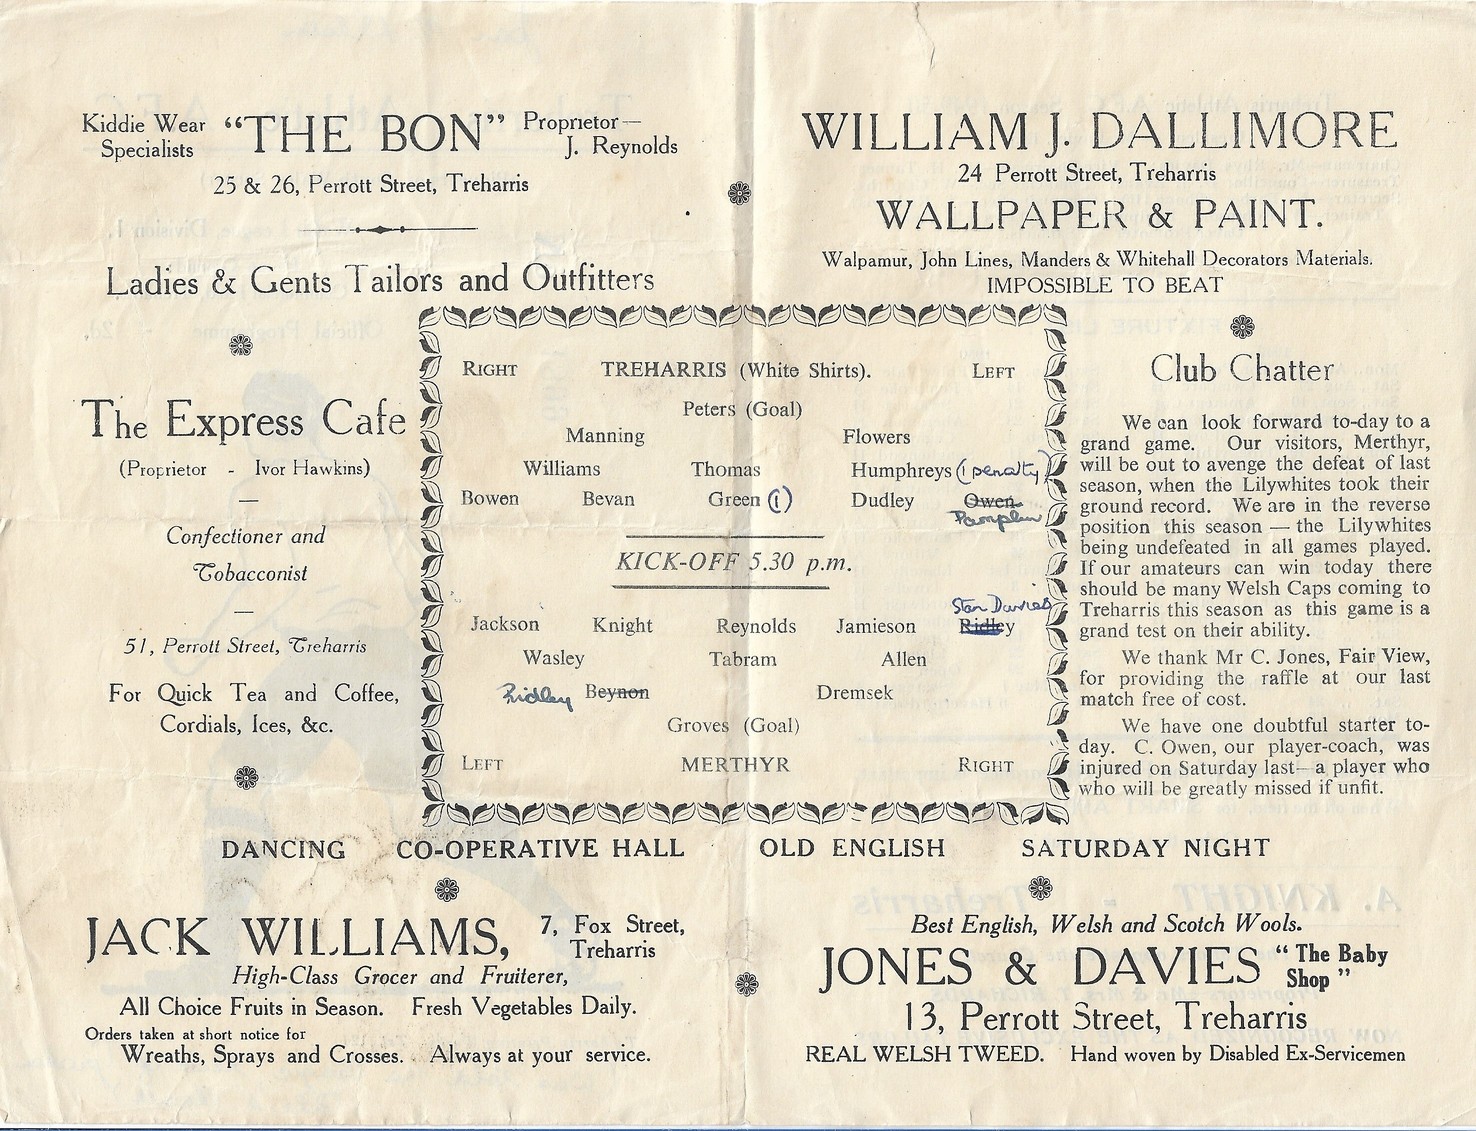 Kiddie Wear Specialists "THE BON" Proprietor— J. Reynolds
25 & 26, Perrott Street, Treharris
Ladies & Gents Tailors and Outfitters
WILLIAM J. DALLIMORE
24 Perrott Street, Treharris
WALLPAPER & PAINT.
Walpamur, John Lines, Manders & Whitehall Decorators Materials.
IMPOSSIBLE TO BEAT
The Express Cafe
(Proprietor - Ivor Hawkins)
Confectioner and
Tobacconist
51, Perrott Street, Treharris
For Quick Tea and Coffee,
Cordials, Ices, &c.
RIGHT TREHARRIS (White Shirts). LEFT
Peters (Goal)
Manning Flowers
Williams Thomas Humphreys (1 penalty)
Bowen Bevan Green (1) Dudley Owen
KICK-OFF 5.30 p.m.
Stan Davies
Jackson Knight Reynolds Jamieson Ridley
Wasley Tabram Allen
Ridley Beynon Dremsek
Groves (Goal)
LEFT MERTHYR RIGHT
Club Chatter
We can look forward to-day to a
grand game. Our visitors, Merthyr,
will be out to avenge the defeat of last
season, when the Lilywhites took their
ground record. We are in the reverse
position this season — the Lilywhites
being undefeated in all games played.
If our amateurs can win today there
should be many Welsh Caps coming to
Treharris this season as this game is a
grand test on their ability.
We thank Mr C. Jones, Fair View,
for providing the raffle at our last
match free of cost.
We have one doubtful starter to-
day. C. Owen, our player-coach, was
injured on Saturday last—a player who
who will be greatly missed if unfit.
DANCING CO-OPERATIVE HALL OLD ENGLISH SATURDAY NIGHT
JACK WILLIAMS, 7, Fox Street, Treharris
High-Class Grocer and Fruiterer,
All Choice Fruits in Season. Fresh Vegetables Daily.
Orders taken at short notice for
Wreaths, Sprays and Crosses. Always at your service.
Best English, Welsh and Scotch Wools.
JONES & DAVIES "The Baby Shop"
13, Perrott Street, Treharris
REAL WELSH TWEED. Hand woven by Disabled Ex-Servicemen